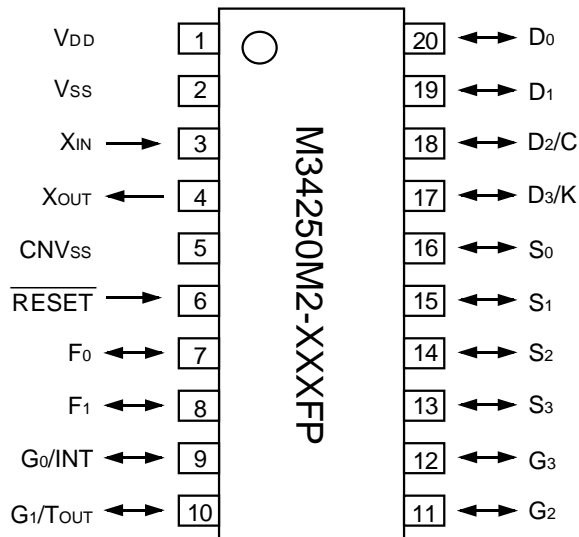 VDD 1 20 D0
VSS 2 19 D1
XIN 3 18 D2/C
XOUT 4 17 D3/K
CNVSS 5 16 S0
RESET 6 15 S1
F0 7 14 S2
F1 8 13 S3
G0/INT 9 12 G3
G1/TOUT 10 11 G2
M34250M2-XXXFP